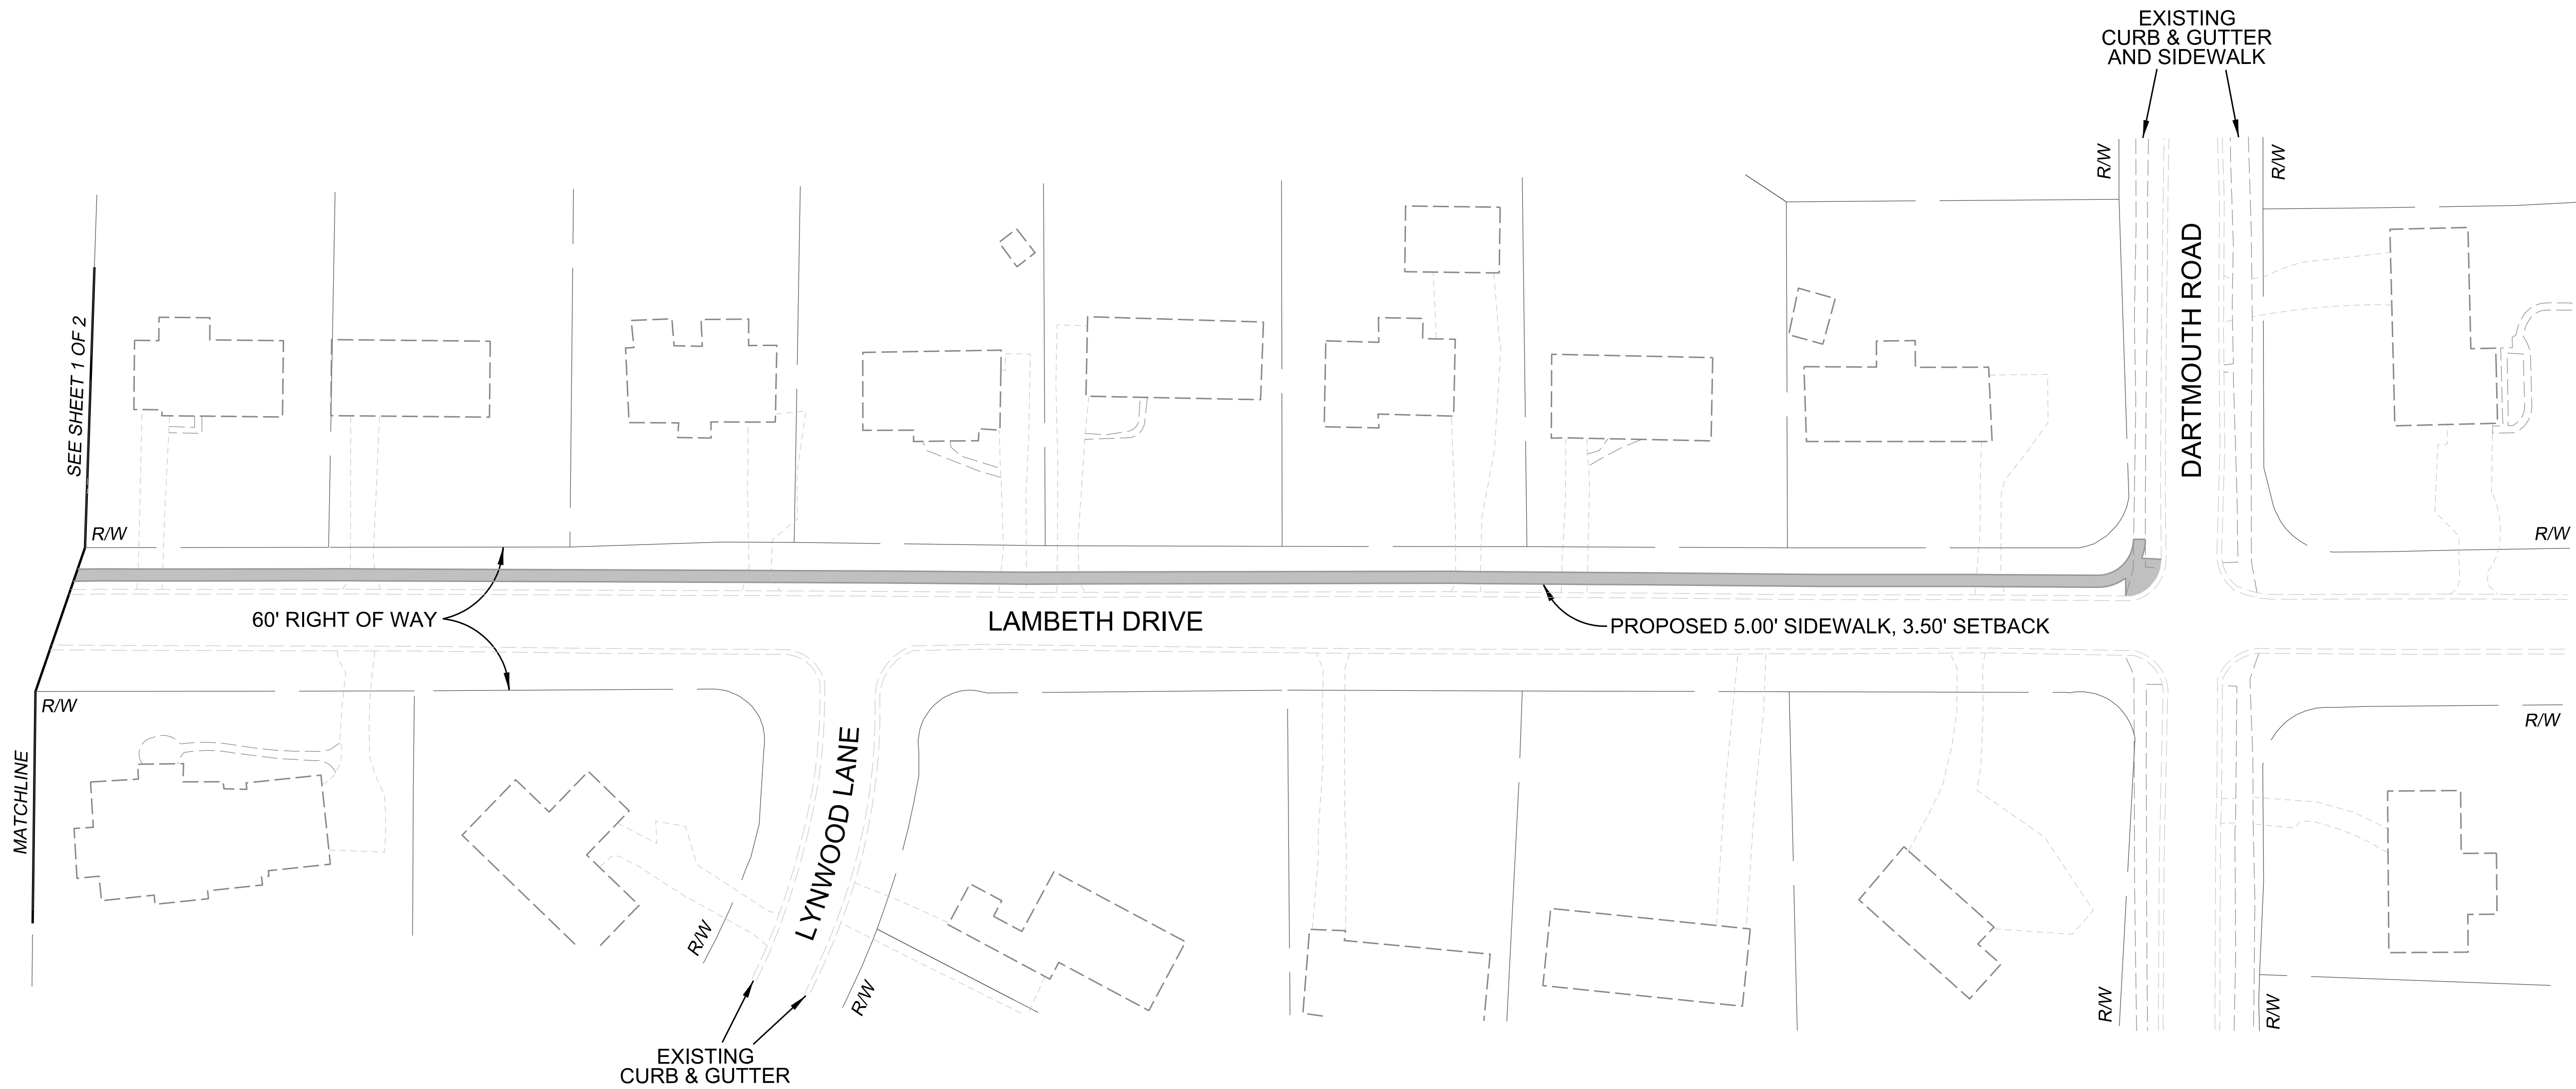 EXISTING
CURB & GUTTER
AND SIDEWALK
R/W
R/W
DARTMOUTH ROAD
SEE SHEET 1 OF 2
R/W
R/W
60' RIGHT OF WAY
LAMBETH DRIVE
PROPOSED 5.00' SIDEWALK, 3.50' SETBACK
R/W
R/W
MATCHLINE
LYNWOOD LANE
R/W
R/W
R/W
R/W
EXISTING
CURB & GUTTER